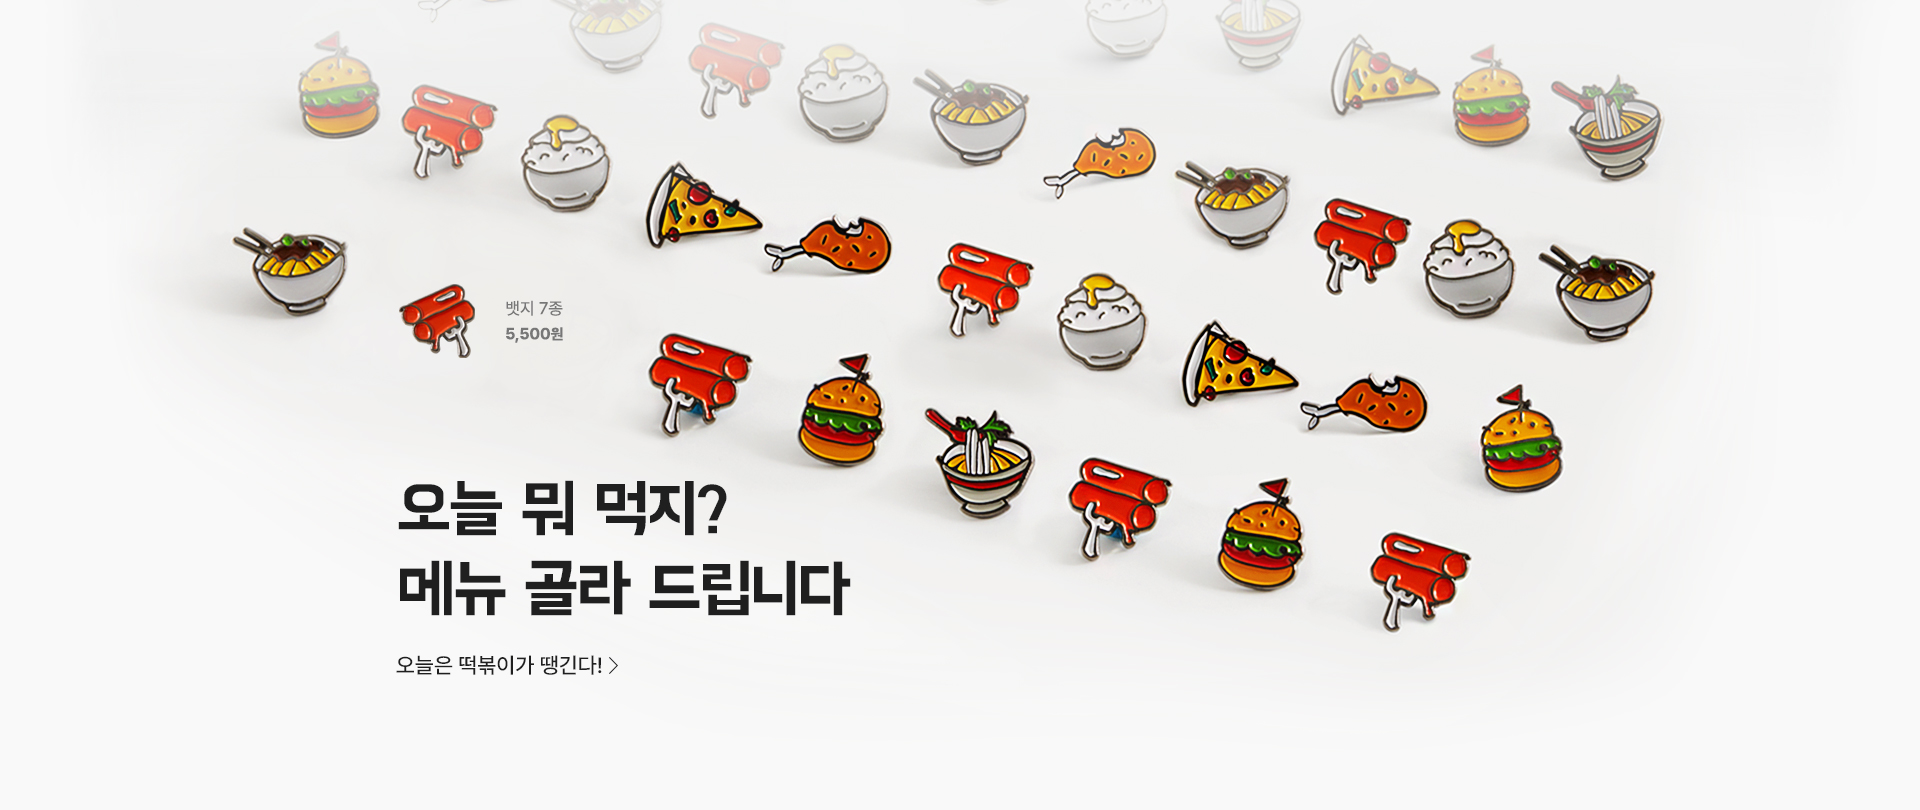 뱃지 7종
5,500원
오늘 뭐 먹지?
메뉴 골라 드립니다
오늘은 떡볶이가 땡긴다! >